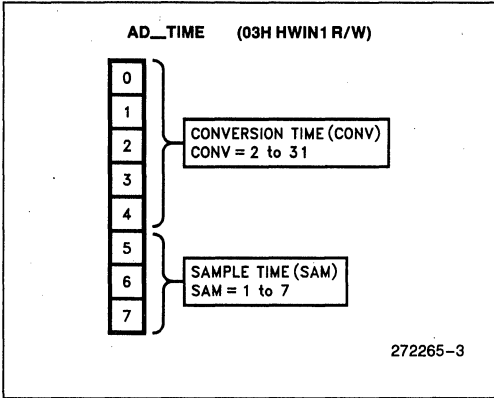 AD__TIME (03H HWIN1 R/W)
0
1
2
3
4
5
6
7
CONVERSION TIME (CONV)
CONV = 2 to 31
SAMPLE TIME (SAM)
SAM = 1 to 7
272265–3